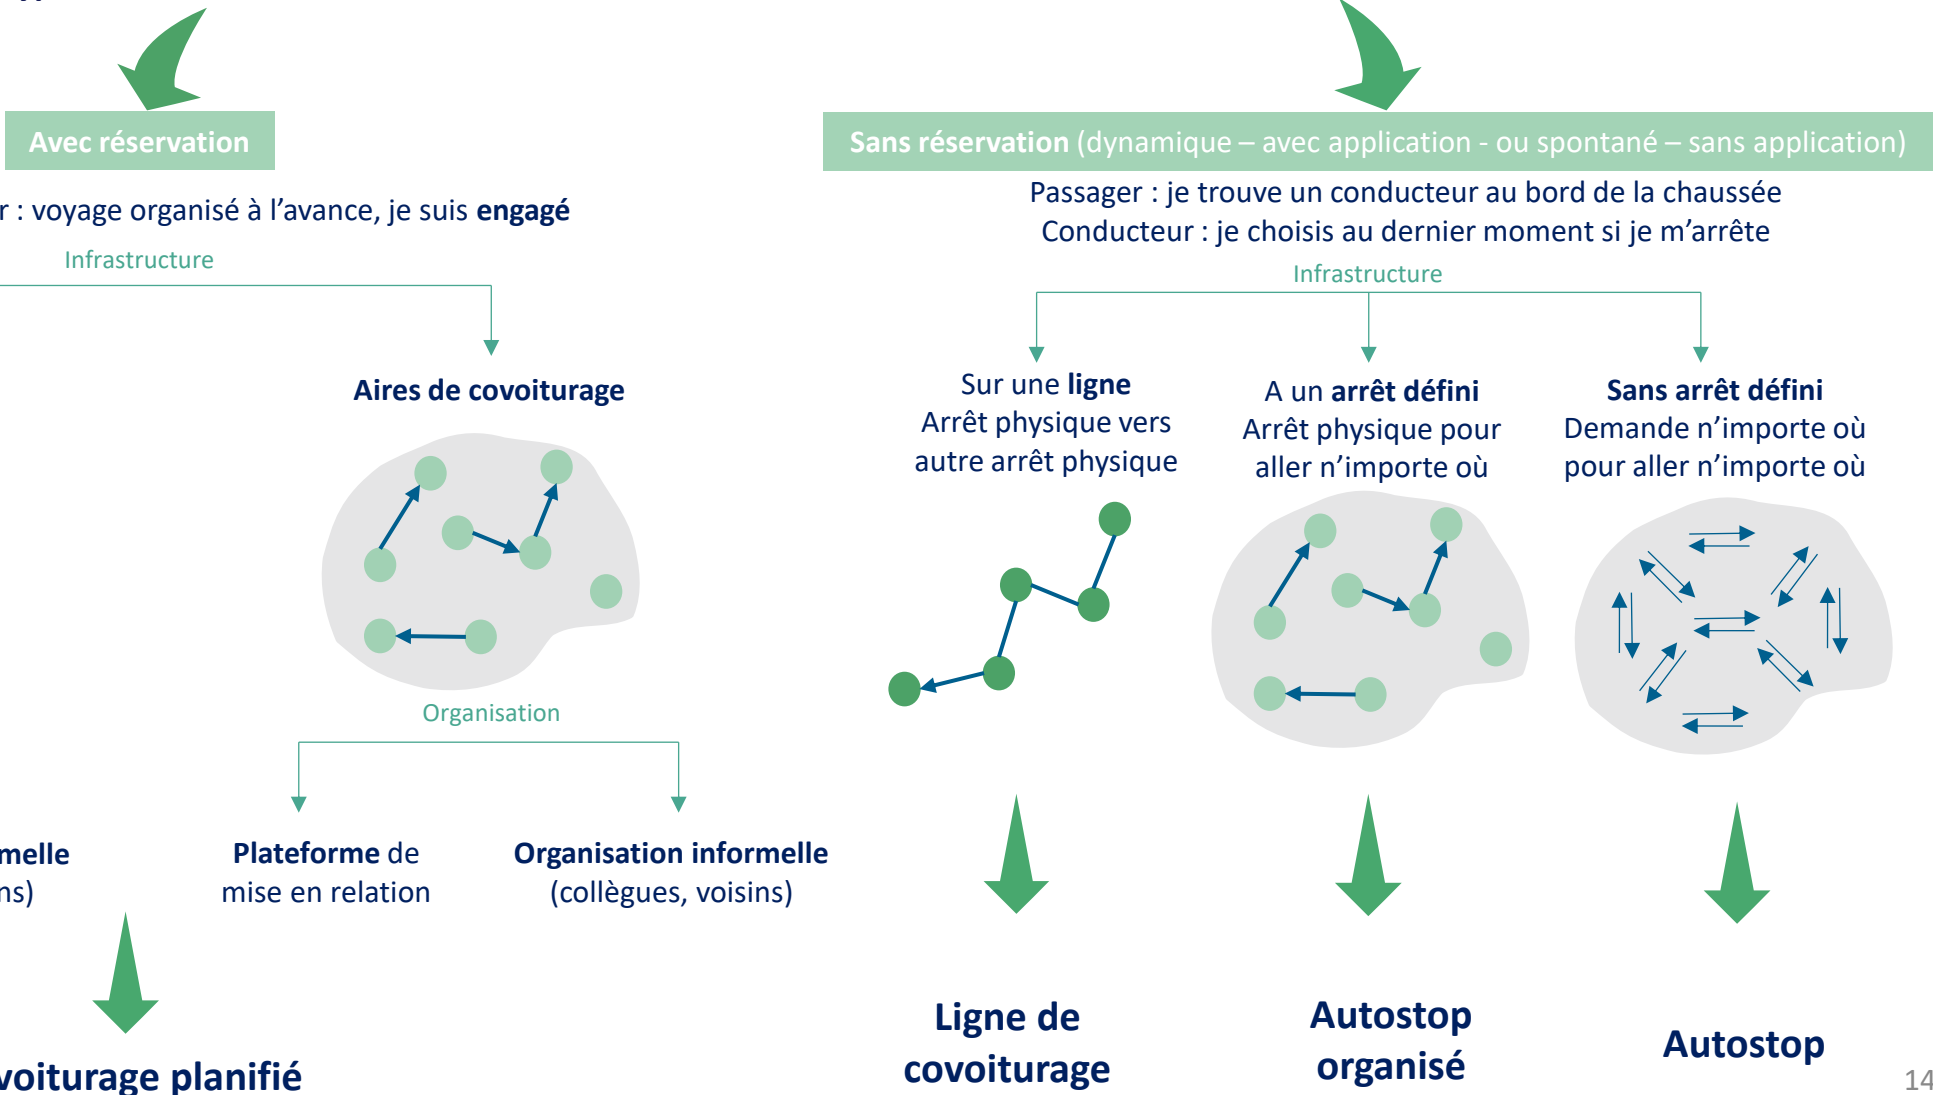 Avec réservation
Sans réservation (dynamique – avec application - ou spontané – sans application)
r : voyage organisé à l’avance, je suis engagé
Passager : je trouve un conducteur au bord de la chaussée
Conducteur : je choisis au dernier moment si je m’arrête
Infrastructure
Infrastructure
Aires de covoiturage
Sur une ligne
Arrêt physique vers
autre arrêt physique
A un arrêt défini
Arrêt physique pour
aller n’importe où
Sans arrêt défini
Demande n’importe où
pour aller n’importe où
Organisation
melle
ns)
Plateforme de
mise en relation
Organisation informelle
(collègues, voisins)
voiturage planifié
Ligne de
covoiturage
Autostop
organisé
Autostop
14